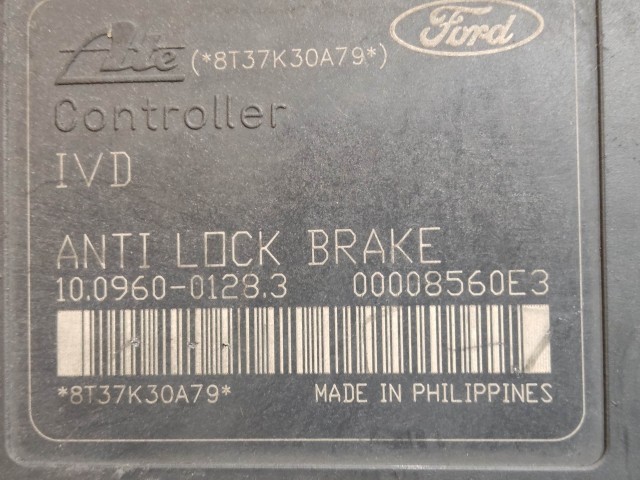 Ate (*8T37K30A79*) Ford
Controller
IVD
ANTI LOCK BRAKE
10.0960-0128.3 00008560E3
*8T37K30A79* MADE IN PHILIPPINES